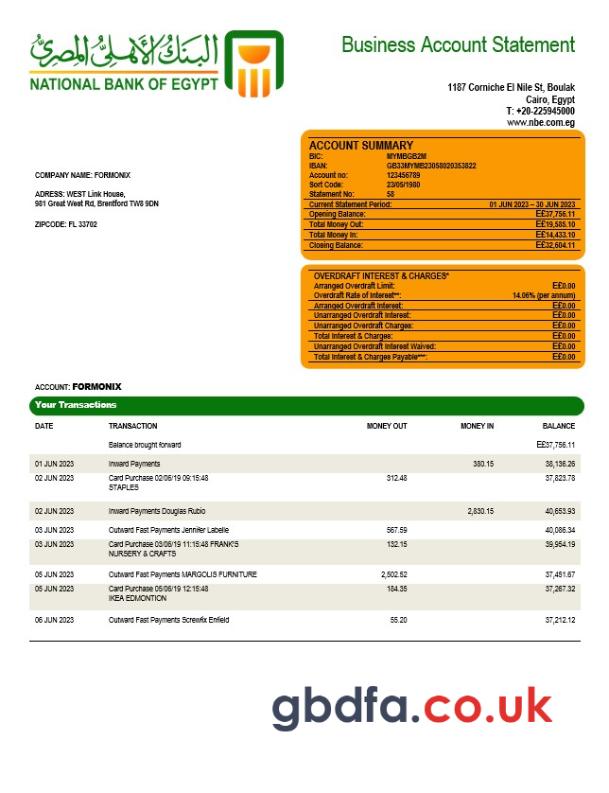 البنك الأهلي المصري
NATIONAL BANK OF EGYPT
Business Account Statement
1187 Corniche El Nile St, Boulak
Cairo, Egypt
T: +20-225945000
www.nbe.com.eg
COMPANY NAME: FORMONIX
ADRESS: WEST Link House,
981 Great West Rd, Brentford TW8 9DN
ZIPCODE: FL 33702
ACCOUNT SUMMARY
BIC: MYMBGB2M
IBAN: GB33MYMB23058020353822
Account no: 123456789
Sort Code: 23/05/1980
Statement No: 58
Current Statement Period: 01 JUN 2023 – 30 JUN 2023
Opening Balance: E££37,756.11
Total Money Out: E££19,585.10
Total Money In: E££14,433.10
Closing Balance: E££32,604.11
OVERDRAFT INTEREST & CHARGES*
Arranged Overdraft Limit: E££0.00
Overdraft Rate of Interest**: 14.06% (per annum)
Arranged Overdraft Interest: E££0.00
Unarranged Overdraft Interest: E££0.00
Unarranged Overdraft Charges: E££0.00
Total Interest & Charges: E££0.00
Unarranged Overdraft Interest Waived: E££0.00
Total Interest & Charges Payable***: E££0.00
ACCOUNT: FORMONIX
Your Transactions
DATE TRANSACTION MONEY OUT MONEY IN BALANCE
Balance brought forward E££37,756.11
01 JUN 2023 Inward Payments 380.15 38,136.26
02 JUN 2023 Card Purchase 02/06/19 09:15:48 312.48 37,823.78
STAPLES
02 JUN 2023 Inward Payments Douglas Rubio 2,830.15 40,653.93
03 JUN 2023 Outward Fast Payments Jennifer Labelle 567.59 40,086.34
03 JUN 2023 Card Purchase 03/06/19 11:15:48 FRANK'S 132.15 39,954.19
NURSERY & CRAFTS
05 JUN 2023 Outward Fast Payments MARGOLIS FURNITURE 2,502.52 37,451.67
05 JUN 2023 Card Purchase 05/06/19 12:15:48 184.35 37,267.32
IKEA EDMONTION
06 JUN 2023 Outward Fast Payments Screwfix Enfield 55.20 37,212.12
gbdfa.co.uk